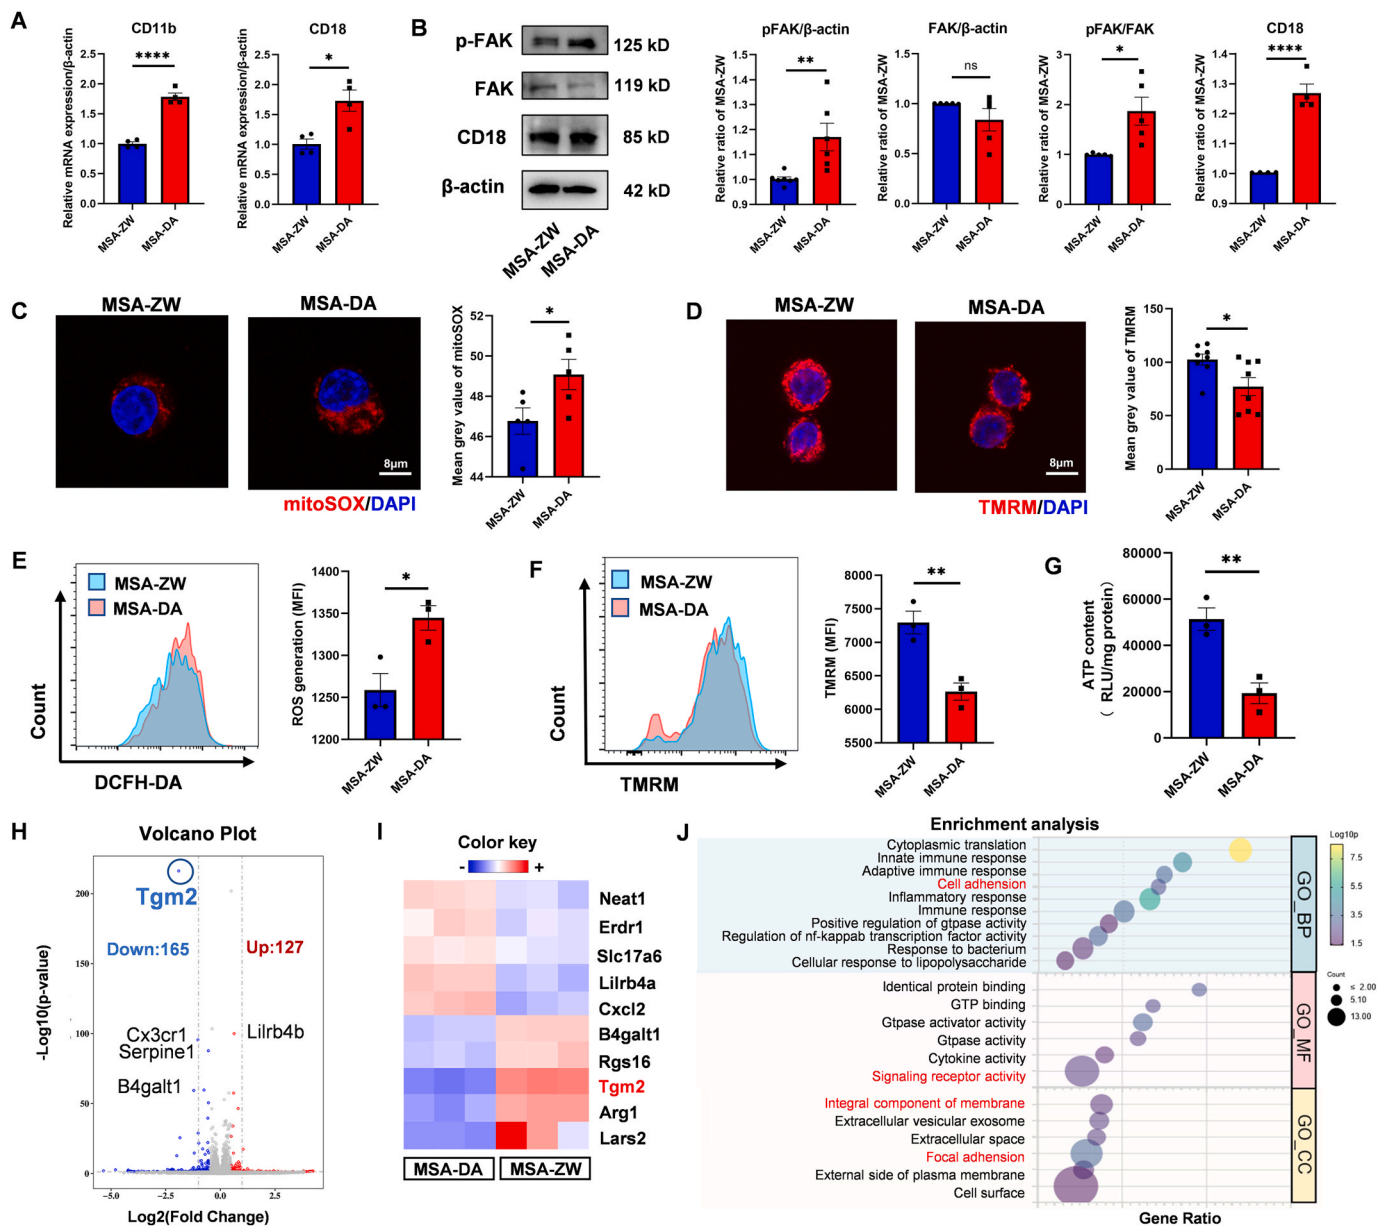 A
CD11b
Relative mRNA expression/β-actin
2.5
2.0
1.5
1.0
0.5
0.0
****
MSA-ZW
MSA-DA
CD18
Relative mRNA expression/β-actin
2.5
2.0
1.5
1.0
0.5
0.0
*
MSA-ZW
MSA-DA
B
p-FAK
125 kD
FAK
119 kD
CD18
85 kD
β-actin
42 kD
MSA-ZW
MSA-DA
pFAK/β-actin
Relative ratio of MSA-ZW
1.5
1.4
1.3
1.2
1.1
1.0
0.9
**
MSA-ZW
MSA-DA
FAK/β-actin
Relative ratio of MSA-ZW
1.5
1.0
0.5
0.0
ns
MSA-ZW
MSA-DA
pFAK/FAK
Relative ratio of MSA-ZW
3
2
1
0
*
MSA-ZW
MSA-DA
CD18
Relative ratio of MSA-ZW
1.4
1.3
1.2
1.1
1.0
0.9
****
MSA-ZW
MSA-DA
C
MSA-ZW
MSA-DA
8μm
mitoSOX/DAPI
Mean grey value of mitoSOX
52
50
48
46
44
*
MSA-ZW
MSA-DA
D
MSA-ZW
MSA-DA
8μm
TMRM/DAPI
Mean grey value of TMRM
150
100
50
0
*
MSA-ZW
MSA-DA
E
MSA-ZW
MSA-DA
Count
DCFH-DA
ROS generation (MFI)
1400
1350
1300
1250
1200
*
MSA-ZW
MSA-DA
F
MSA-ZW
MSA-DA
Count
TMRM
TMRM (MFI)
8000
7500
7000
6500
6000
5500
**
MSA-ZW
MSA-DA
G
ATP content
( RLU/mg protein)
80000
60000
40000
20000
0
**
MSA-ZW
MSA-DA
H
Volcano Plot
-Log10(p-value)
200
150
100
50
0
Tgm2
Down:165
Up:127
Cx3cr1
Serpine1
Lilrb4b
B4galt1
-5.0
-2.5
0.0
2.5
Log2(Fold Change)
I
Color key
-
+
Neat1
Erdr1
Slc17a6
Lilrb4a
Cxcl2
B4galt1
Rgs16
Tgm2
Arg1
Lars2
MSA-DA
MSA-ZW
J
Enrichment analysis
Cytoplasmic translation
Innate immune response
Adaptive immune response
Cell adhension
Inflammatory response
Immune response
Positive regulation of gtpase activity
Regulation of nf-kappab transcription factor activity
Response to bacterium
Cellular response to lipopolysaccharide
GO_BP
Identical protein binding
GTP binding
Gtpase activator activity
Gtpase activity
Cytokine activity
Signaling receptor activity
GO_MF
Integral component of membrane
Extracellular vesicular exosome
Extracellular space
Focal adhension
External side of plasma membrane
Cell surface
GO_CC
Gene Ratio
Log10p
7.5
5.5
3.5
1.5
Count
≤ 2.00
5.10
13.00